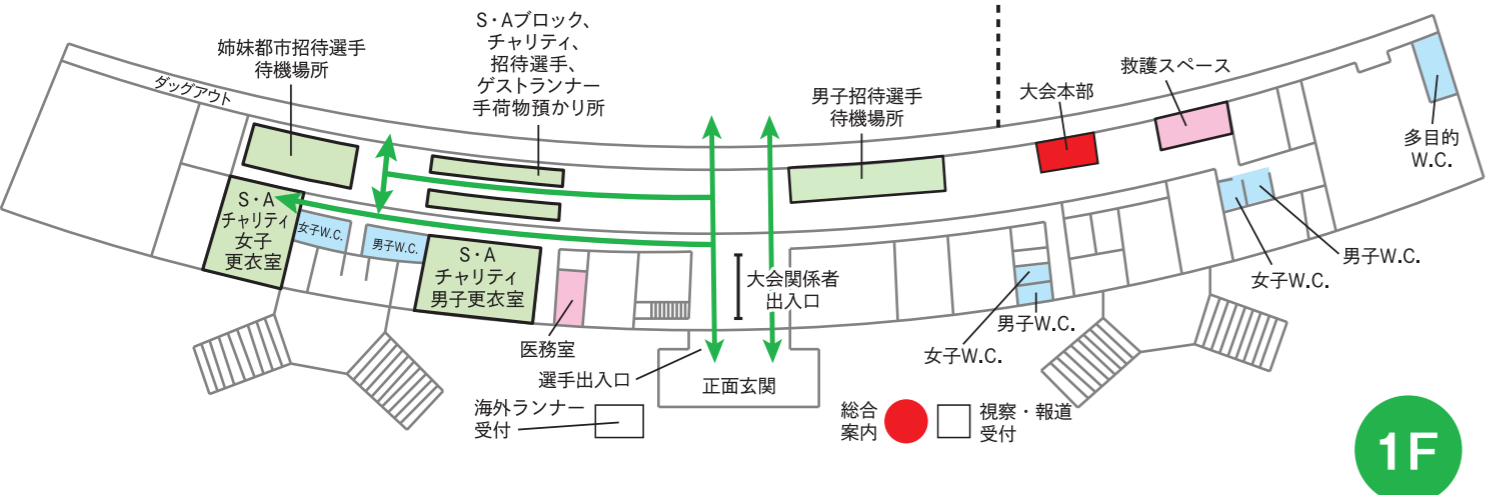 姉妹都市招待選手
待機場所
S・Aブロック、
チャリティ、
招待選手、
ゲストランナー
手荷物預かり所
ダッグアウト
男子招待選手
待機場所
大会本部
救護スペース
多目的
W.C.
S・A
チャリティ
女子
更衣室
女子W.C.
男子W.C.
S・A
チャリティ
男子更衣室
大会関係者
出入口
男子W.C.
女子W.C.
男子W.C.
女子W.C.
医務室
選手出入口
正面玄関
海外ランナー
受付
総合
案内
視察・報道
受付
1F